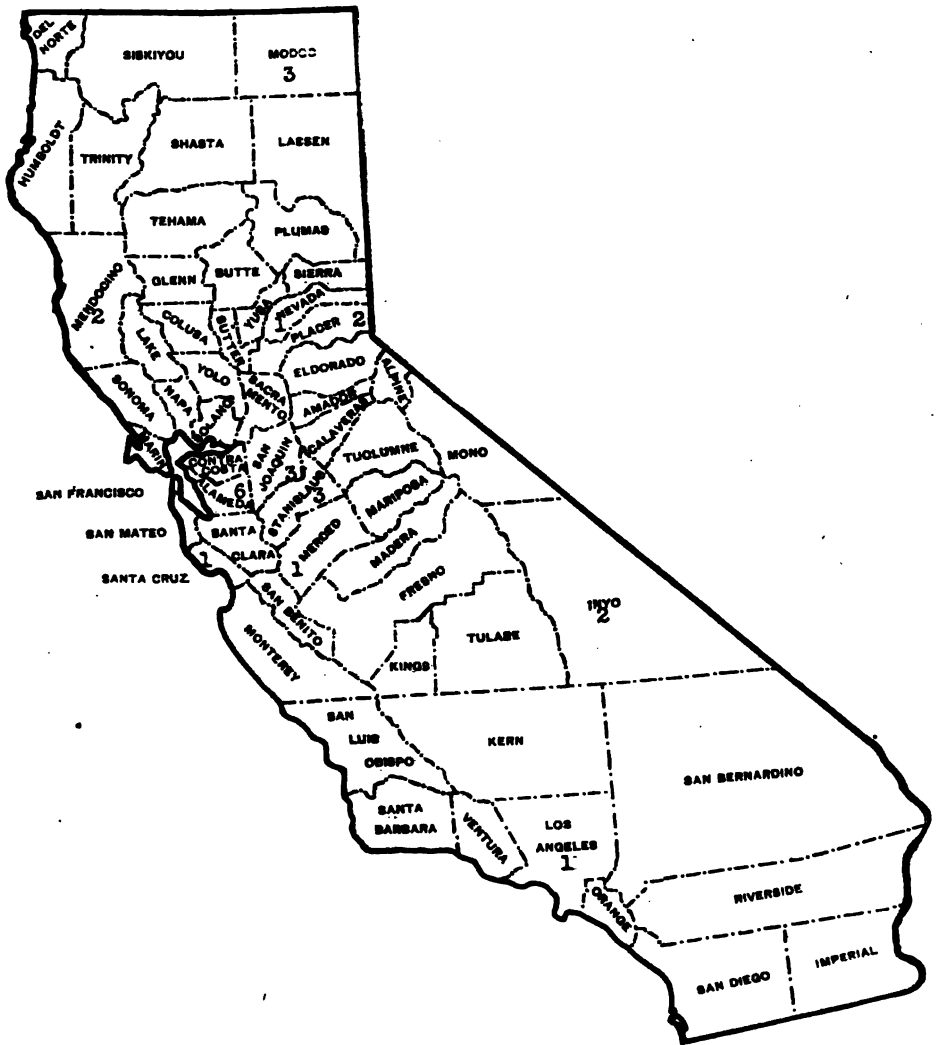 DEL
NORTE
SISKIYOU
MODOC
3
HUMBOLDT
TRINITY
SHASTA
LASSEN
TEHAMA
PLUMAS
MENDOCINO
2
GLENN
BUTTE
SIERRA
LAKE
COLUSA
SUTTER
YUBA
NEVADA
1
PLACER
2
SONOMA
NAPA
YOLO
SOLANO
SACRA
MENTO
ELDORADO
AMADOR
ALPINE
MARIN
CONTRA
COSTA
SAN
JOAQUIN
3
CALAVERAS
TUOLUMNE
MONO
SAN FRANCISCO
ALAMEDA
6
STANISLAUS
3
MARIPOSA
SAN MATEO
SANTA
CLARA
MERCED
1
MADERA
SANTA CRUZ
1
SAN BENITO
FRESNO
INYO
2
MONTEREY
KINGS
TULARE
SAN
LUIS
OBISPO
KERN
SAN BERNARDINO
SANTA
BARBARA
VENTURA
LOS
ANGELES
1
ORANGE
RIVERSIDE
SAN DIEGO
IMPERIAL